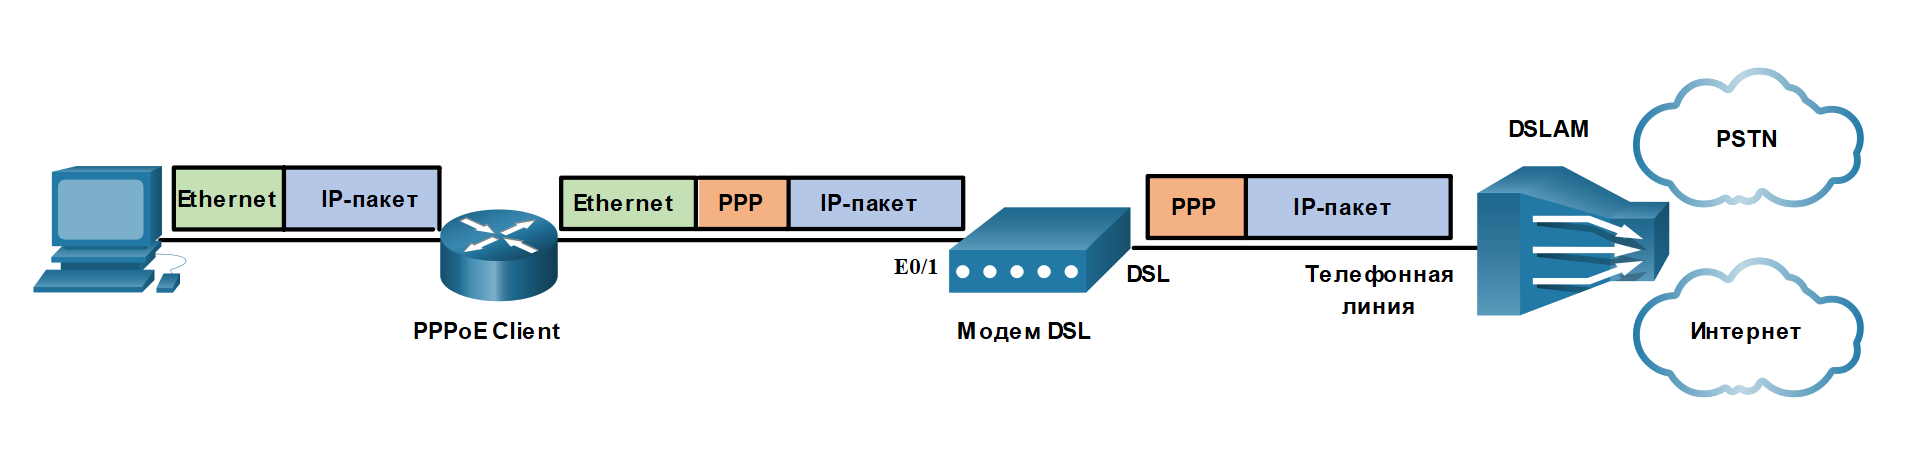 Ethernet
IP-пакет
PPPoE Client
Ethernet
PPP
IP-пакет
E0/1
Модем DSL
DSL
PPP
IP-пакет
Телефонная
линия
DSLAM
PSTN
Интернет